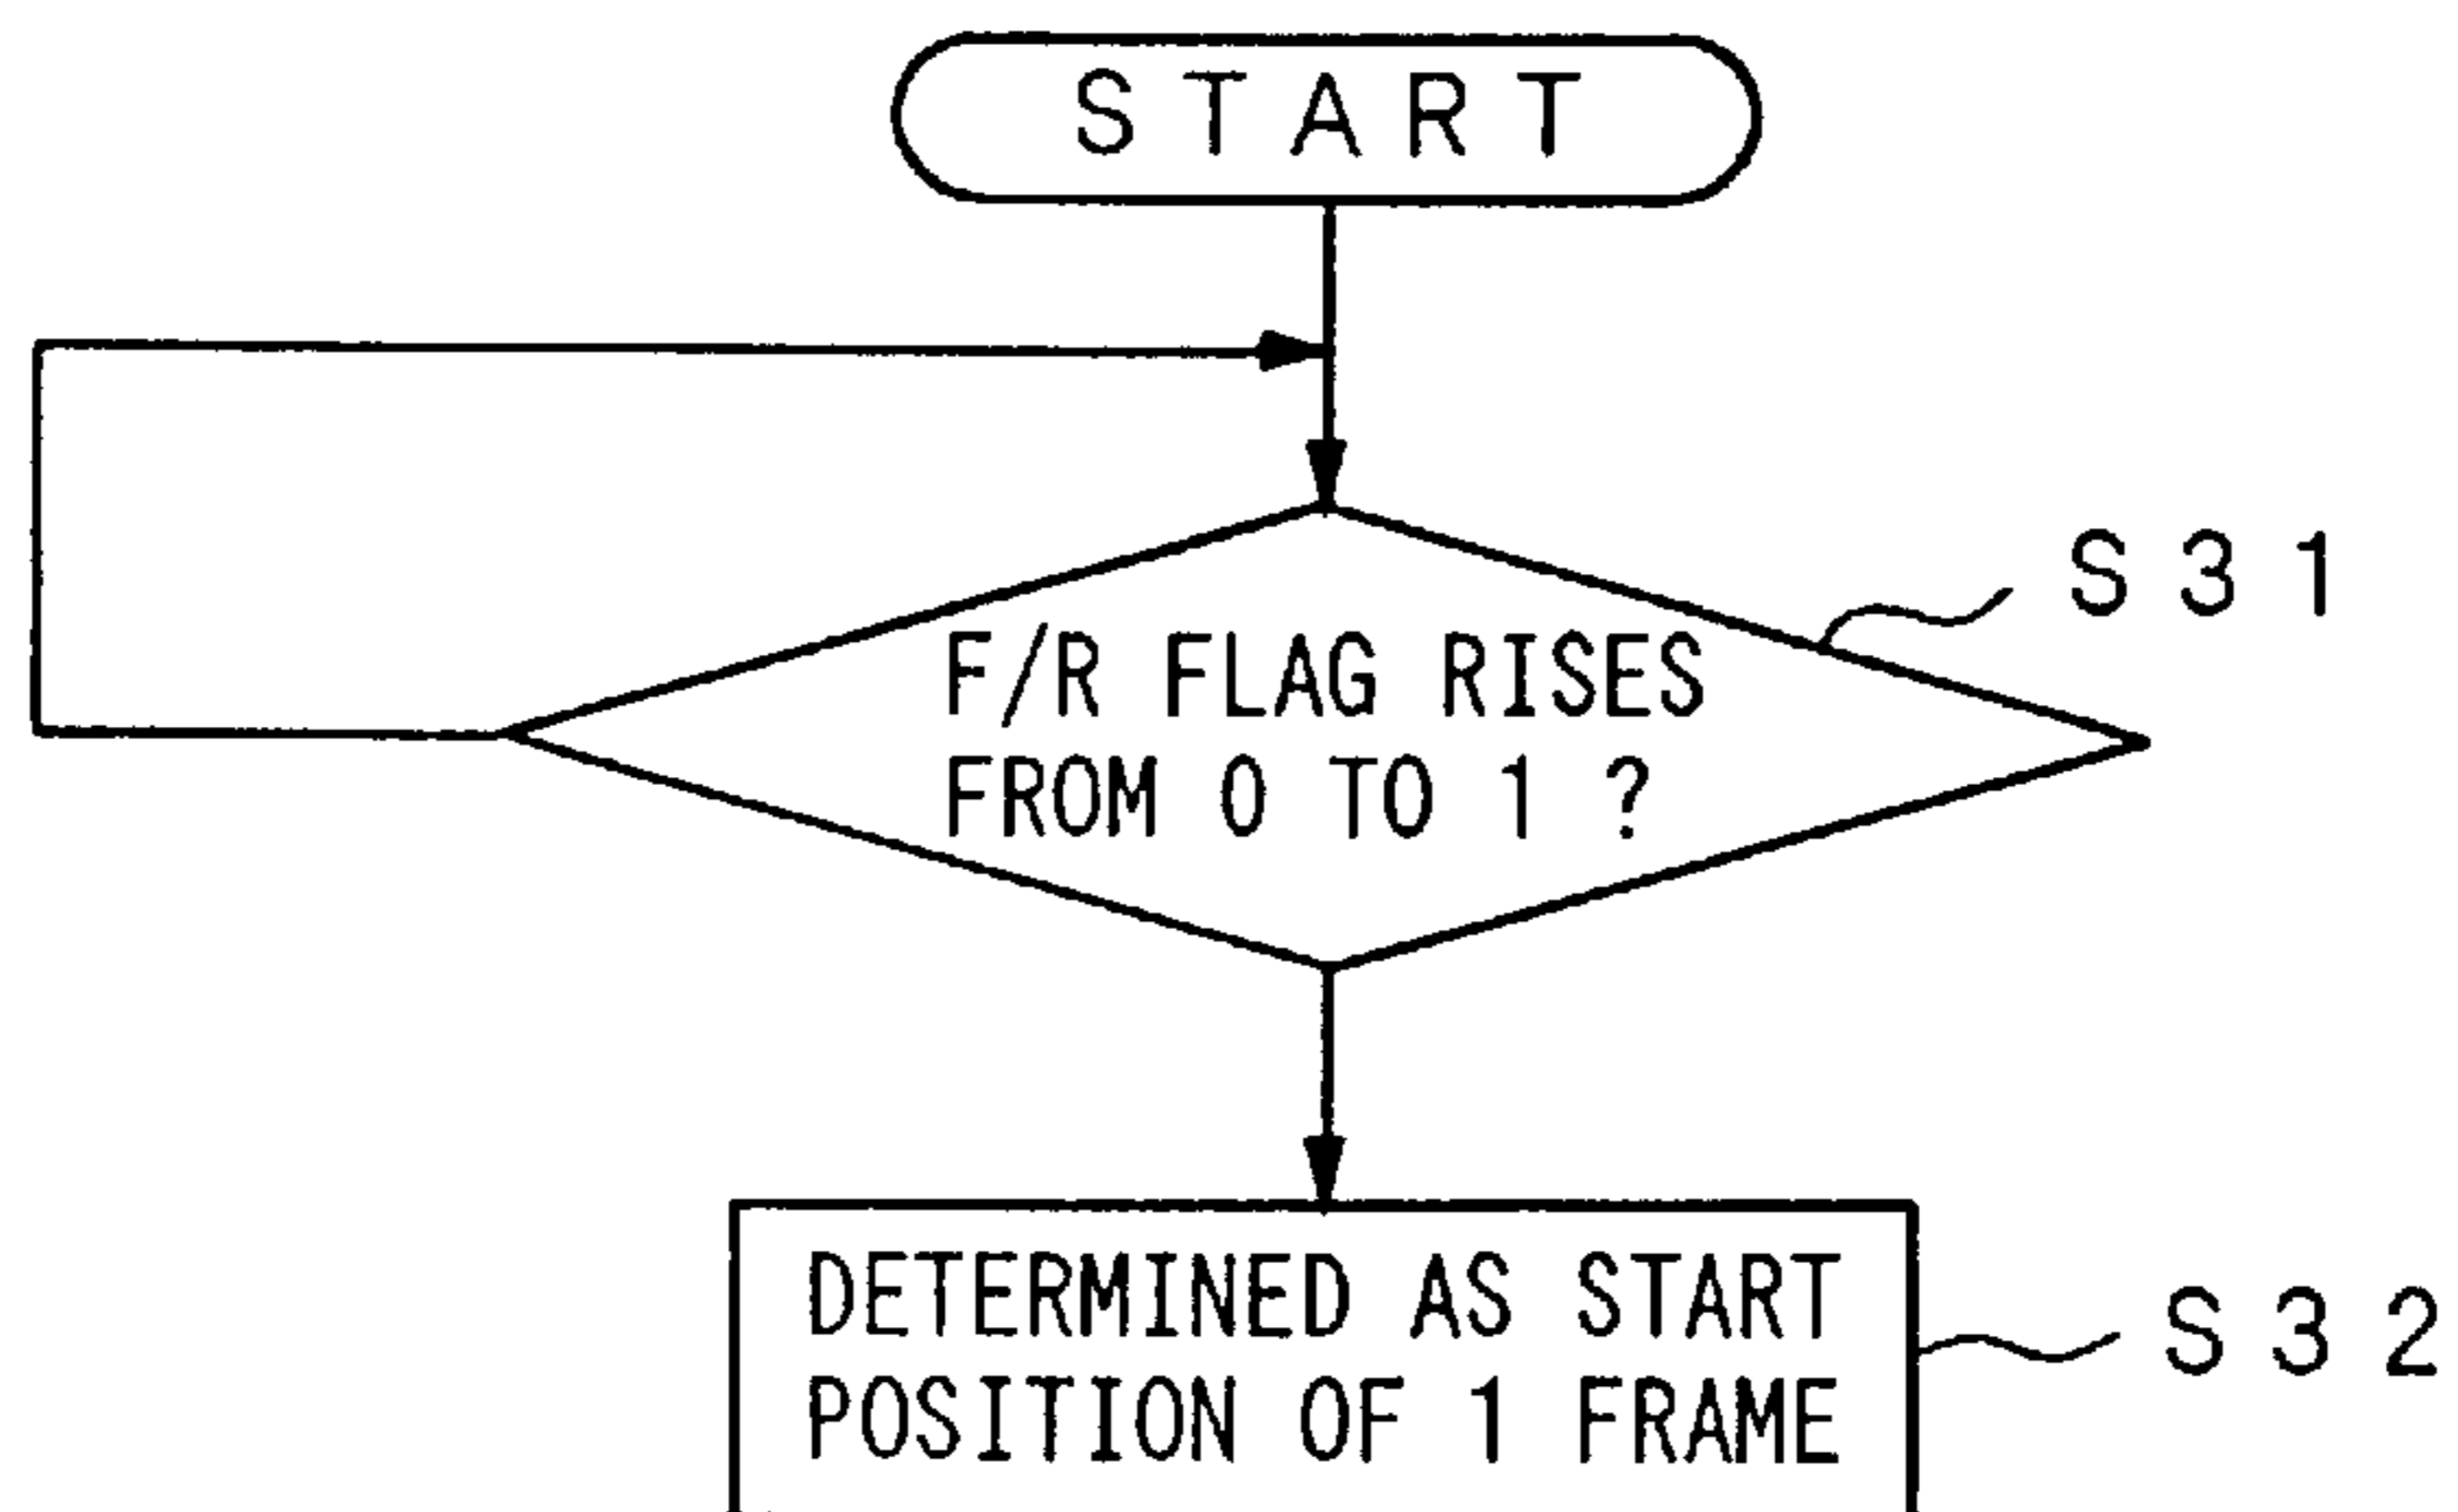 START
S31
F/R FLAG RISES
FROM 0 TO 1 ?
DETERMINED AS START
POSITION OF 1 FRAME
S32